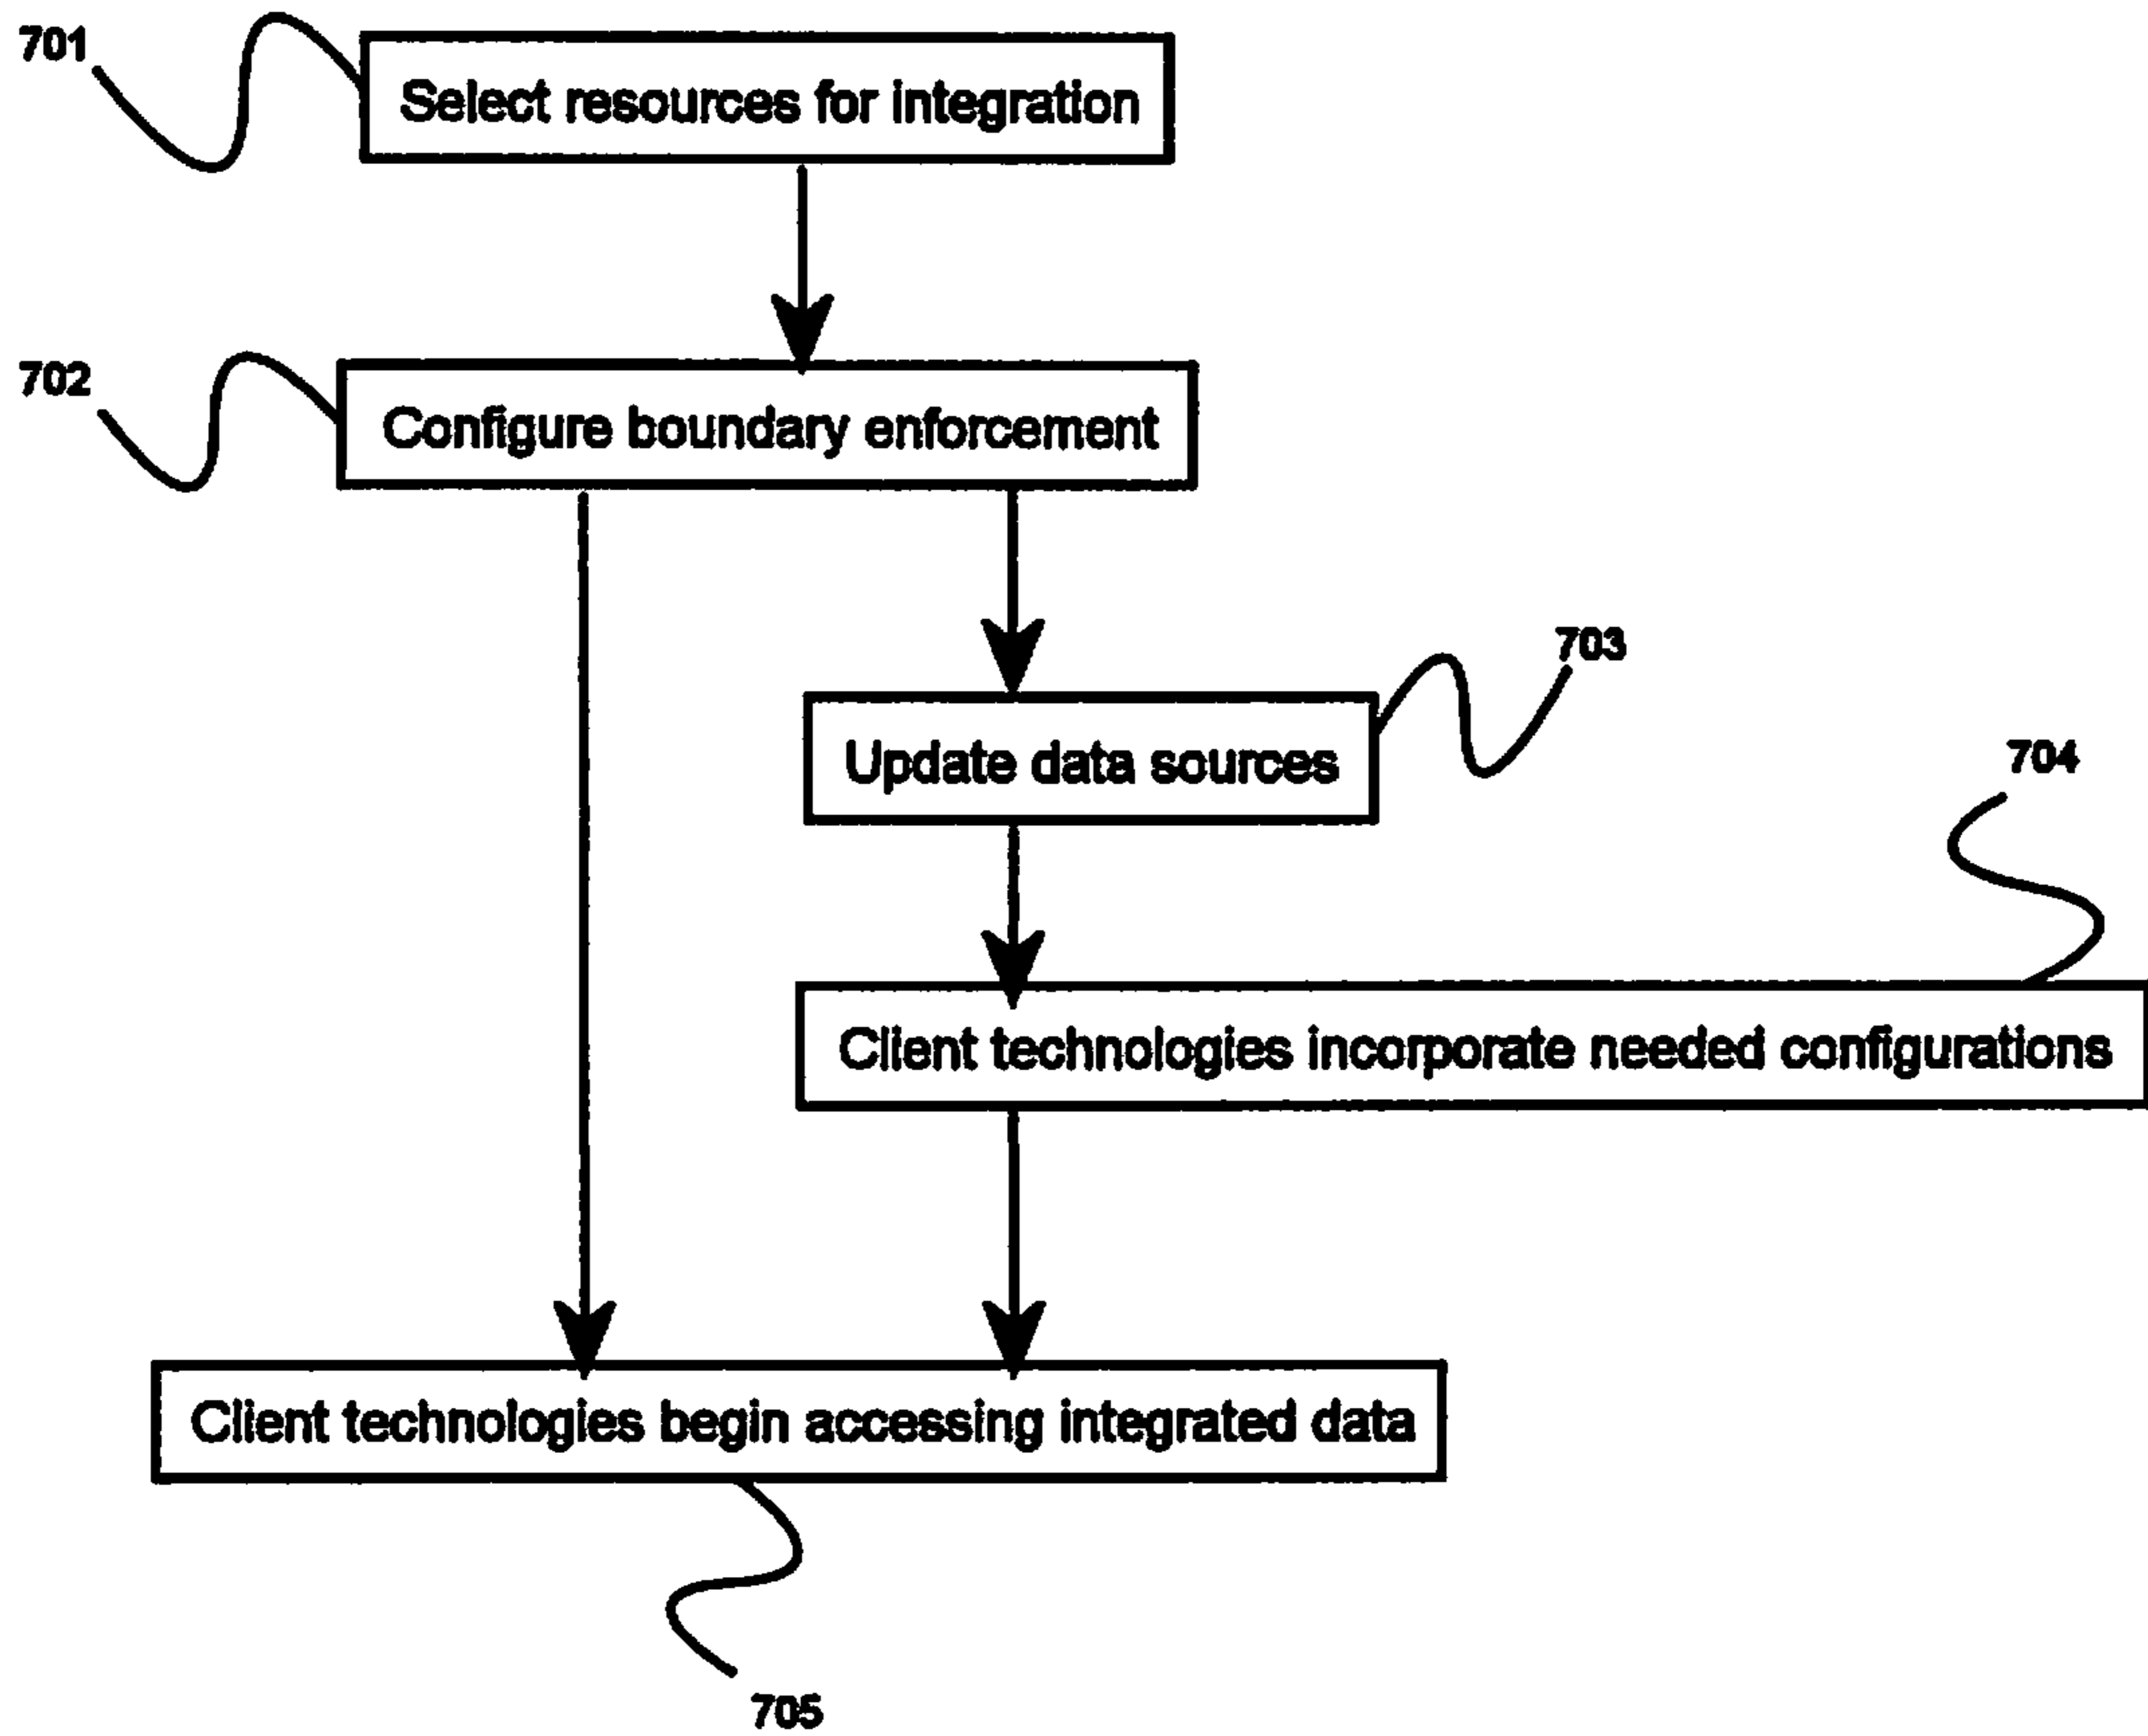 701
Select resources for integration
702
Configure boundary enforcement
703
Update data sources
704
Client technologies incorporate needed configurations
Client technologies begin accessing integrated data
705